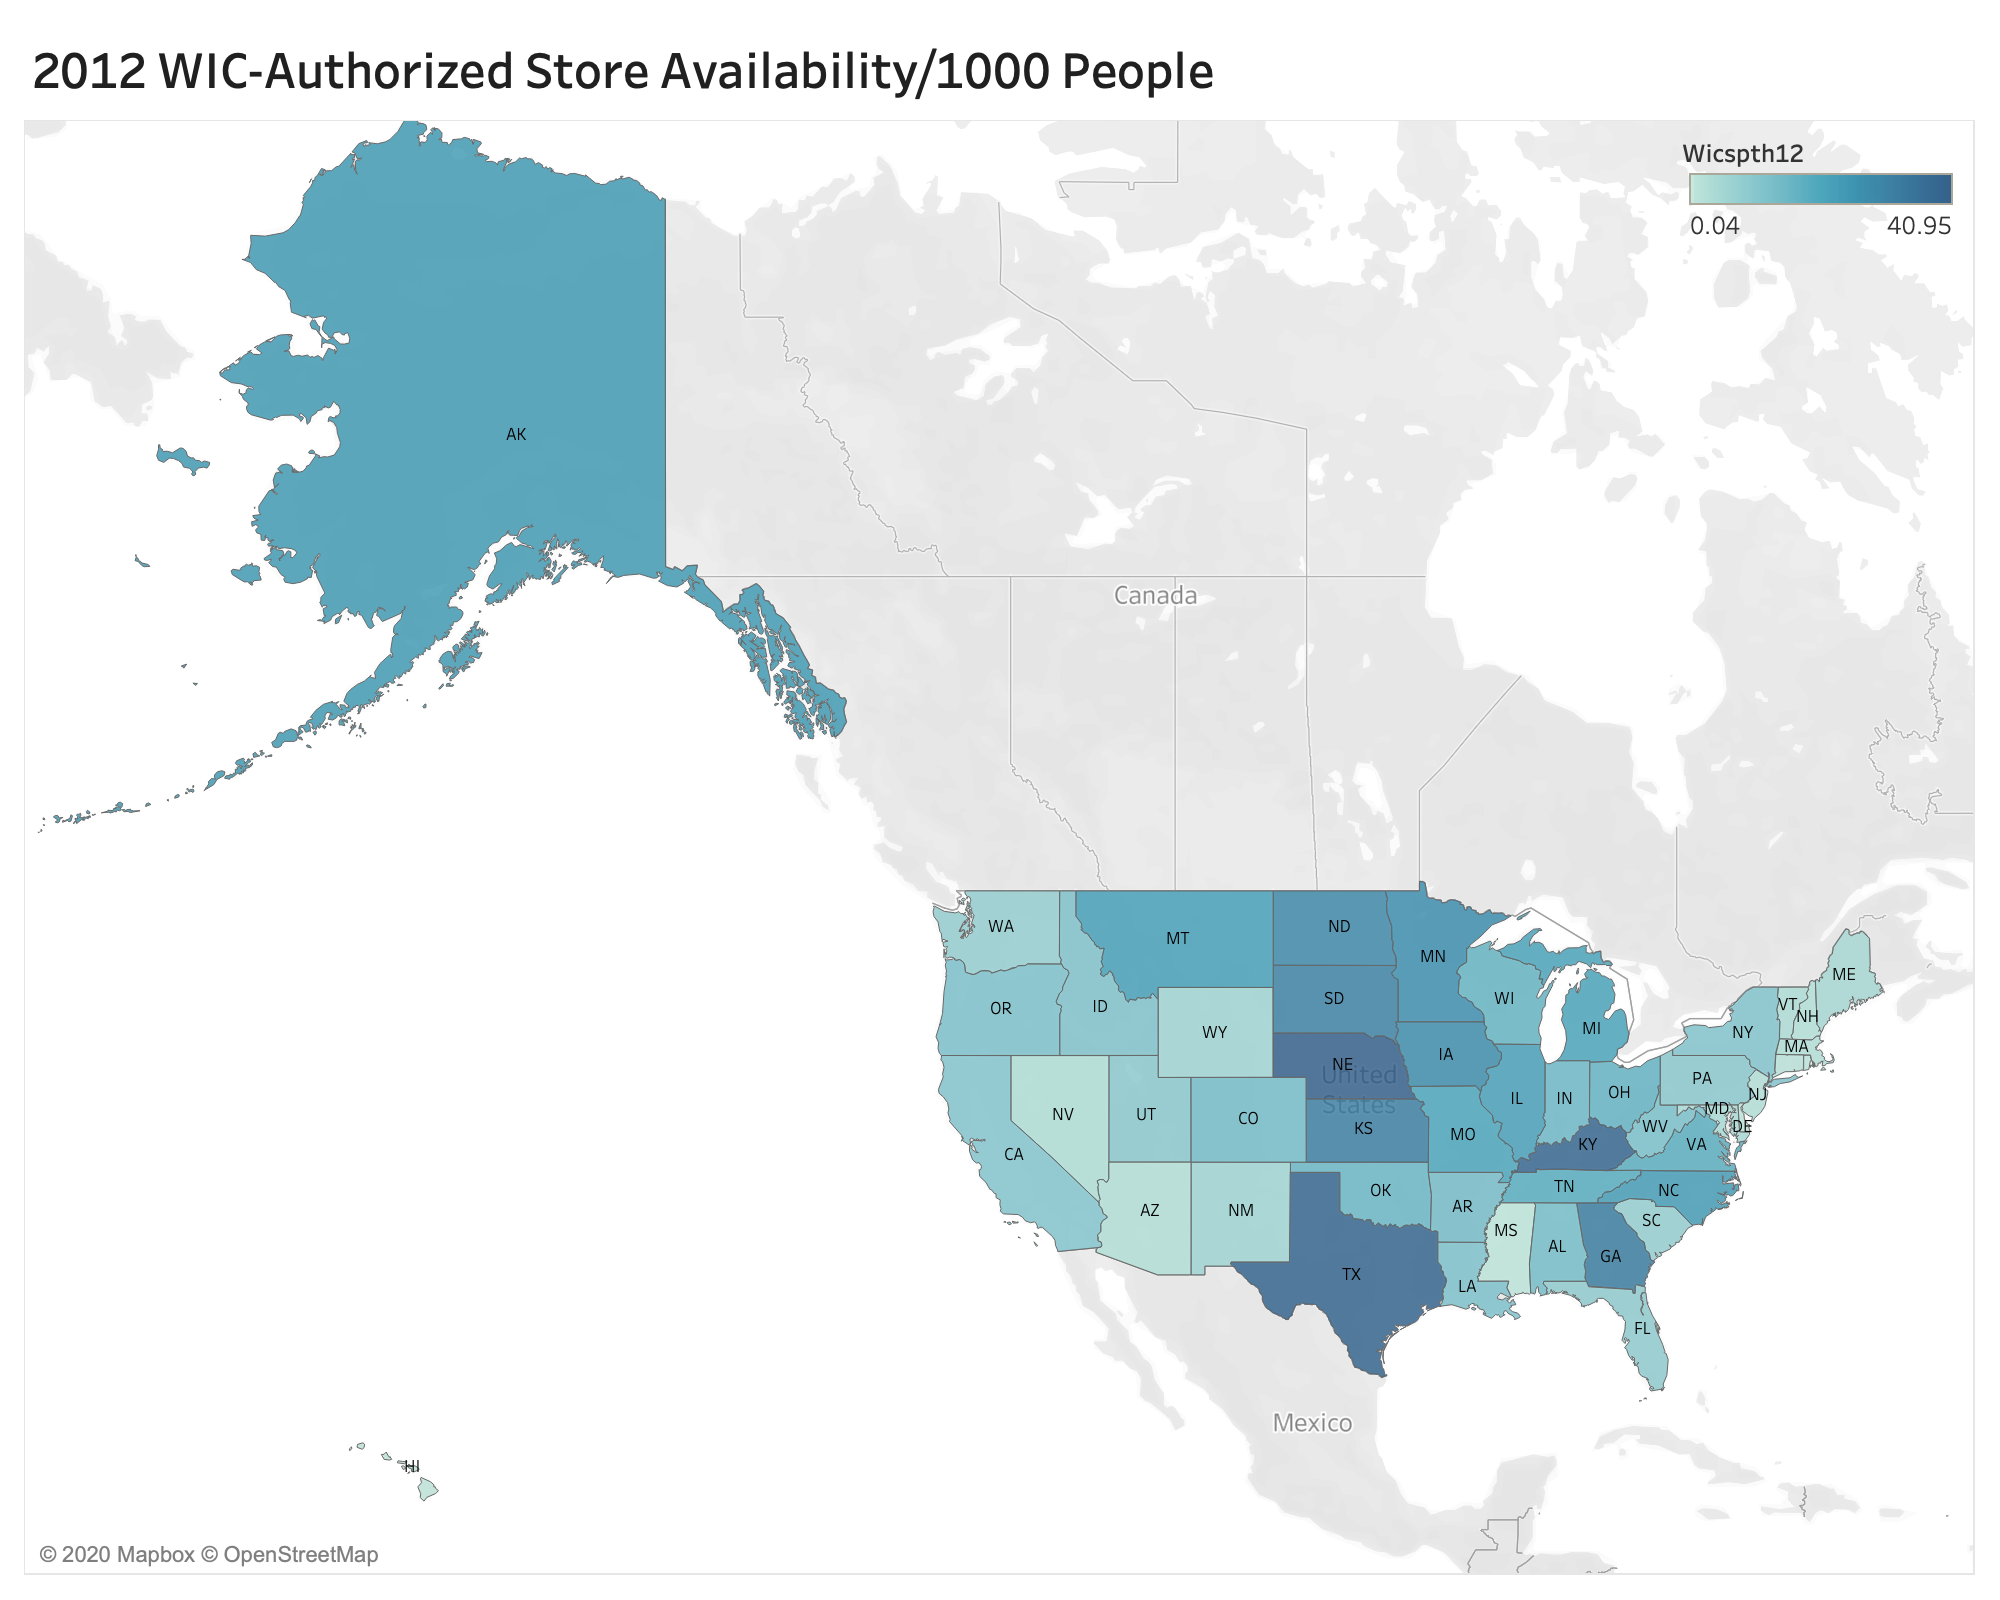 2012 WIC-Authorized Store Availability/1000 People
Wicspth12
0.04 40.95
AK
Canada
WA
MT
ND
MN
ME
OR
ID
SD
WI
VT
NH
WY
MI
NY
MA
NE
IA
United
States
PA
NV
UT
CO
KS
MO
IL
IN
OH
NJ
MD
DE
CA
KY
WV
VA
AZ
NM
OK
AR
TN
NC
SC
MS
AL
GA
TX
LA
FL
Mexico
HI
© 2020 Mapbox © OpenStreetMap